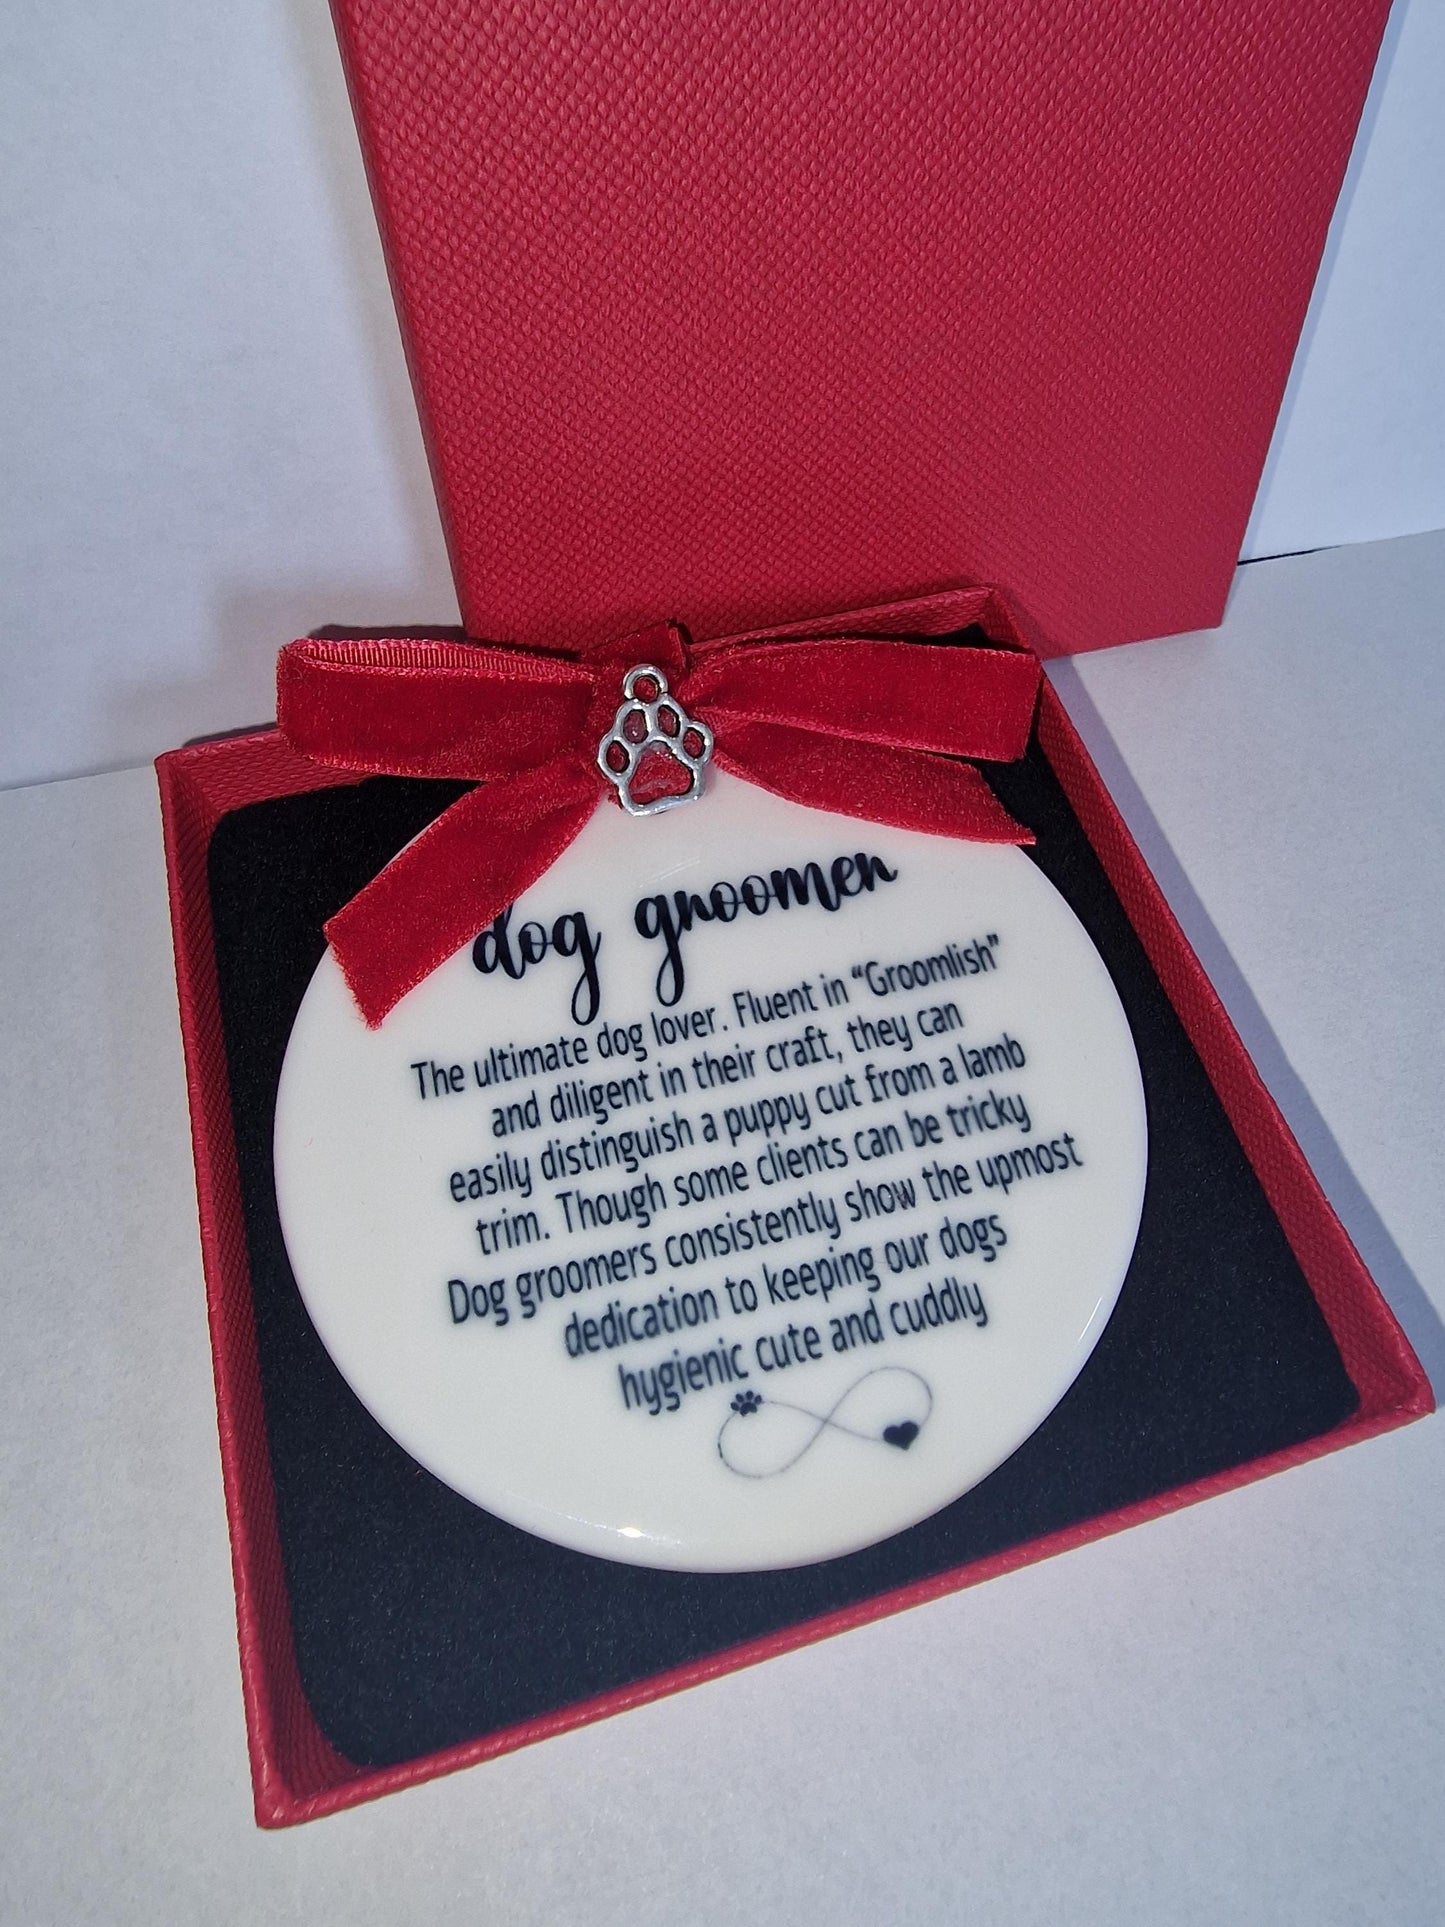 dog groomer
The ultimate dog lover. Fluent in “Groomlish”
and diligent in their craft, they can
easily distinguish a puppy cut from a lamb
trim. Though some clients can be tricky
Dog groomers consistently show the upmost
dedication to keeping our dogs
hygienic cute and cuddly